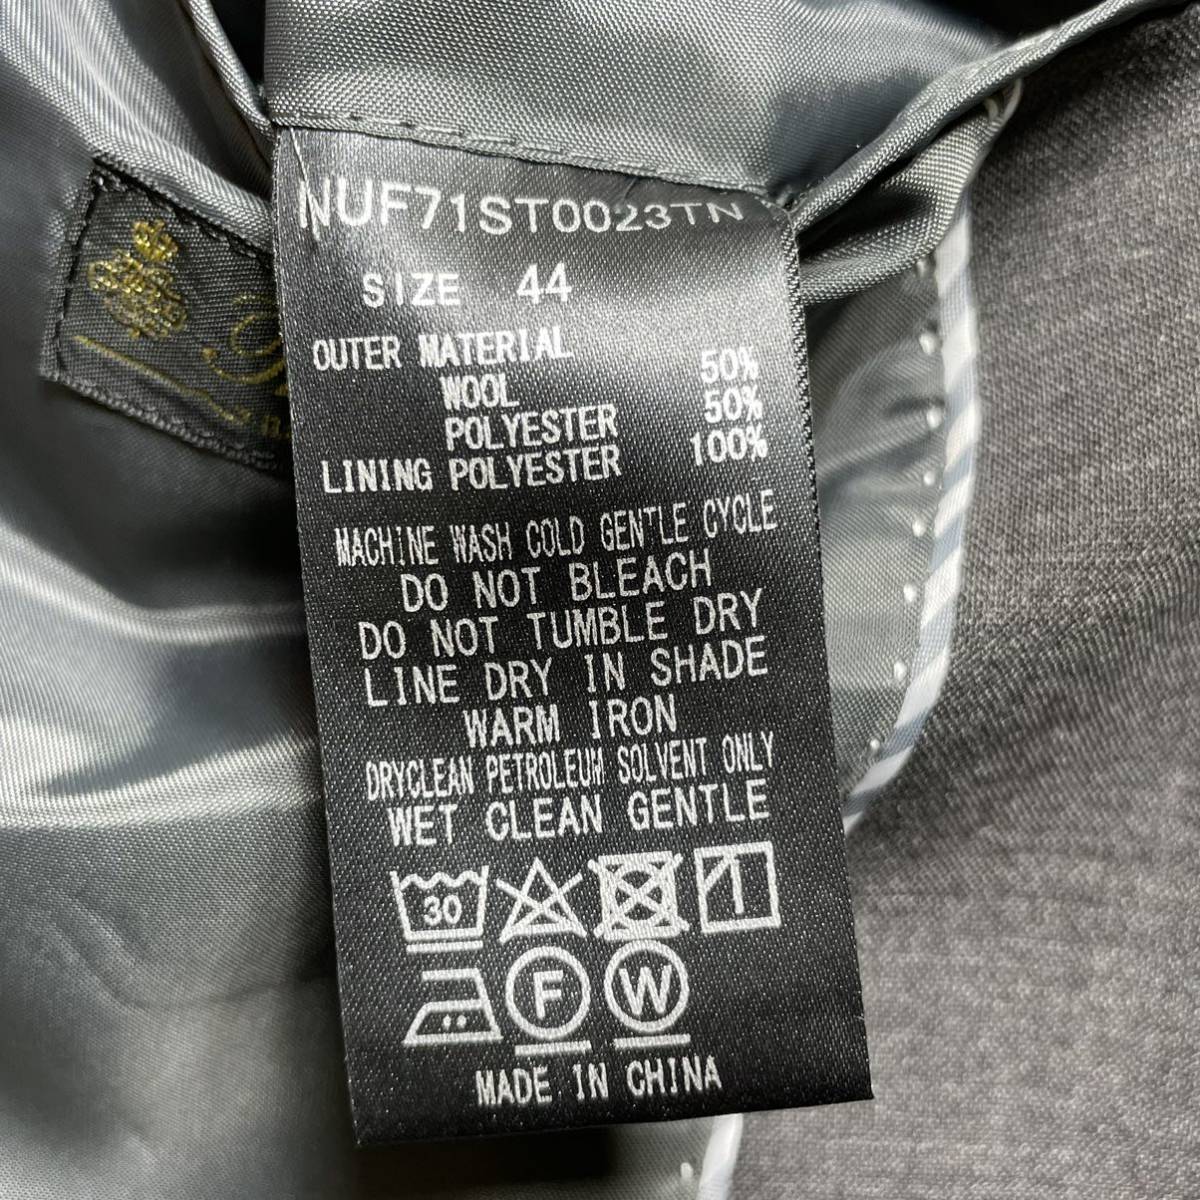 NUF71ST0023TN
SIZE 44
OUTER MATERIAL
WOOL 50%
POLYESTER 50%
LINING POLYESTER 100%
MACHINE WASH COLD GENTLE CYCLE
DO NOT BLEACH
DO NOT TUMBLE DRY
LINE DRY IN SHADE
WARM IRON
DRYCLEAN PETROLEUM SOLVENT ONLY
WET CLEAN GENTLE
30
F W
MADE IN CHINA